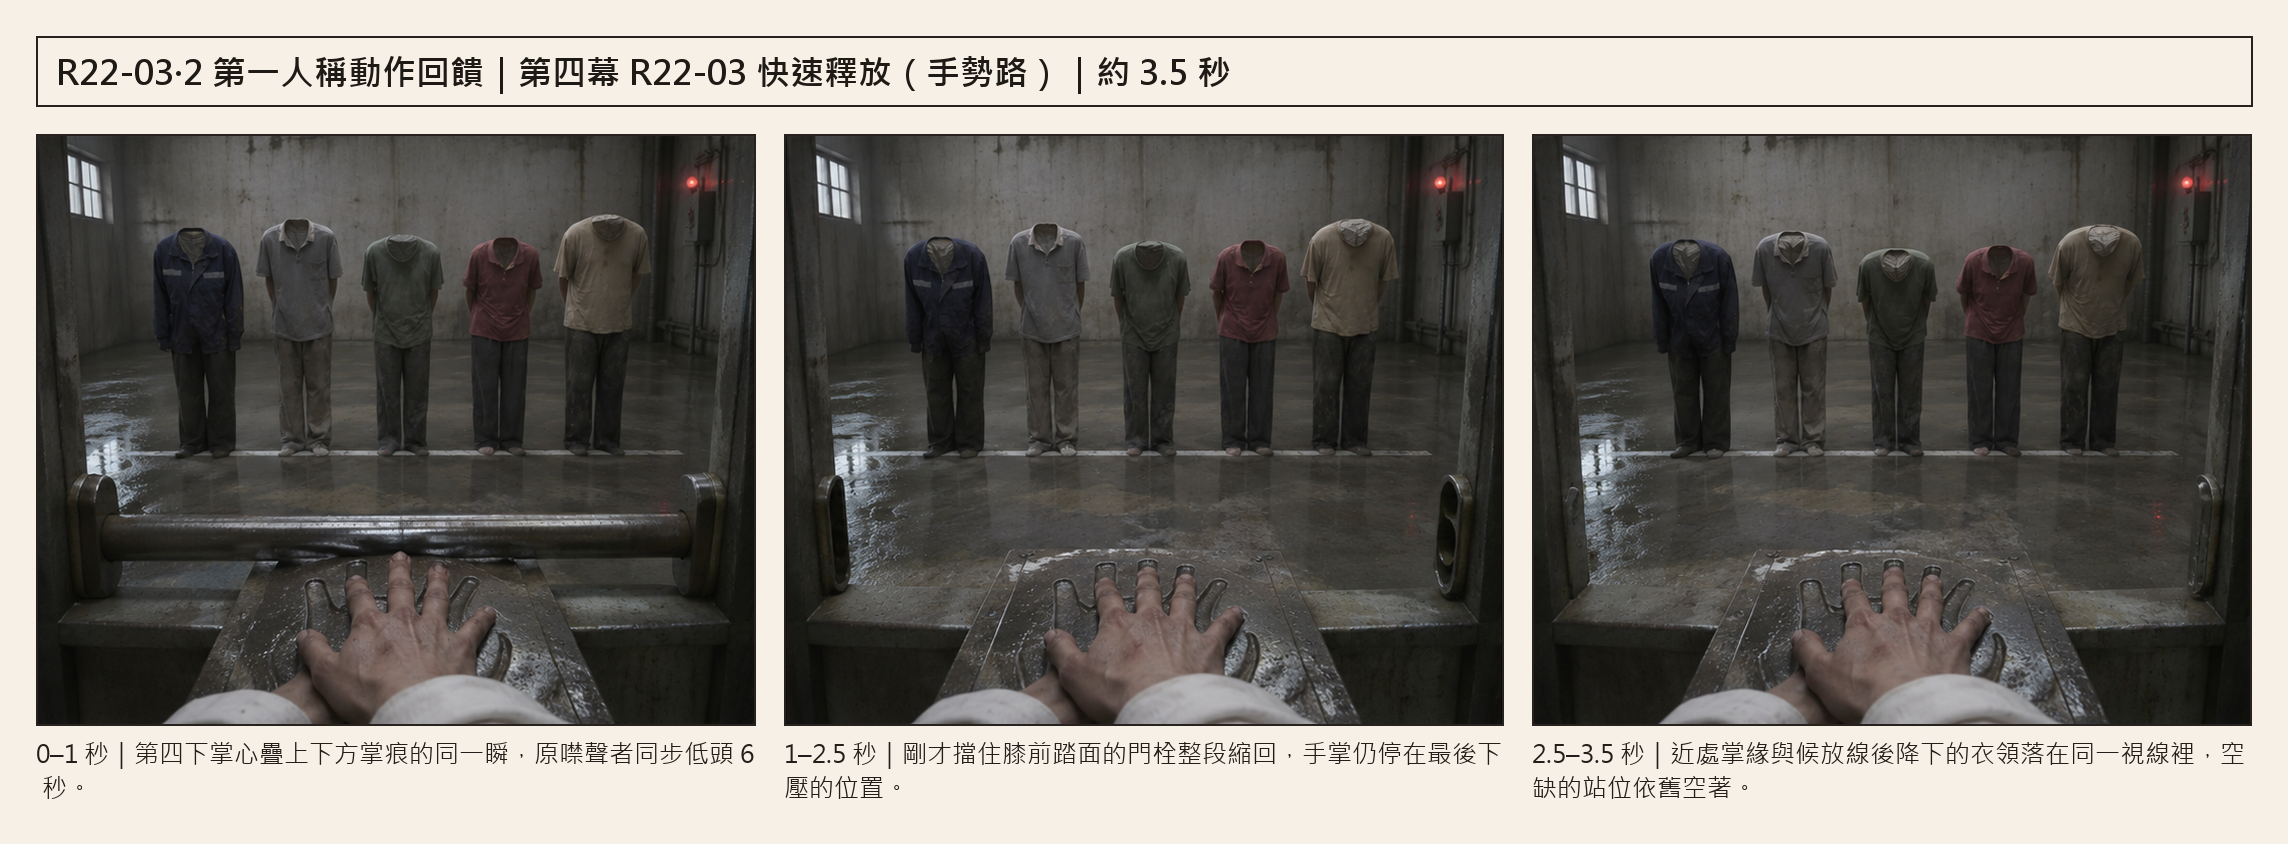 R22-03·2 第一人稱動作回饋｜第四幕 R22-03 快速釋放（手勢路）｜約 3.5 秒
0–1 秒｜第四下掌心疊上下方掌痕的同一瞬，原噤聲者同步低頭 6
秒。
1–2.5 秒｜剛才擋住膝前踏面的門栓整段縮回，手掌仍停在最後下
壓的位置。
2.5–3.5 秒｜近處掌緣與候放線後降下的衣領落在同一視線裡，空
缺的站位依舊空著。